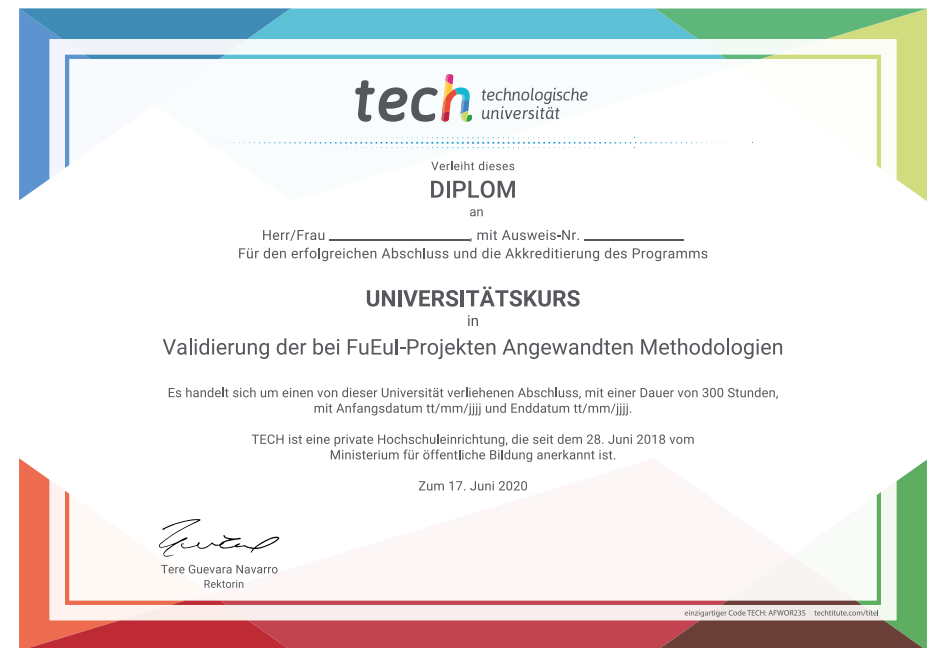 tech technologische
universität
Verleiht dieses
DIPLOM
an
Herr/Frau ____________________, mit Ausweis-Nr. ______________
Für den erfolgreichen Abschluss und die Akkreditierung des Programms
UNIVERSITÄTSKURS
in
Validierung der bei FuEuI-Projekten Angewandten Methodologien
Es handelt sich um einen von dieser Universität verliehenen Abschluss, mit einer Dauer von 300 Stunden,
mit Anfangsdatum tt/mm/jjjj und Enddatum tt/mm/jjjj.
TECH ist eine private Hochschuleinrichtung, die seit dem 28. Juni 2018 vom
Ministerium für öffentliche Bildung anerkannt ist.
Zum 17. Juni 2020
Tere Guevara Navarro
Rektorin
einzigartiger Code TECH: AFWOR23S techtitute.com/titel